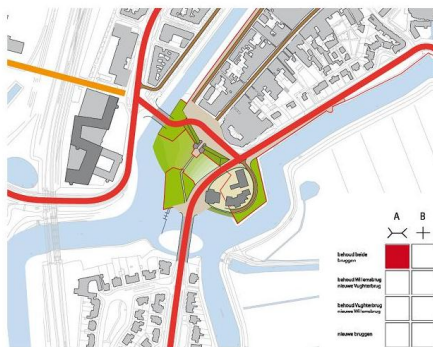 A B
behoud beide
bruggen
behoud Willemsbrug
nieuwe Vughterbrug
behoud Vughterbrug
nieuwe Willemsbrug
nieuwe bruggen